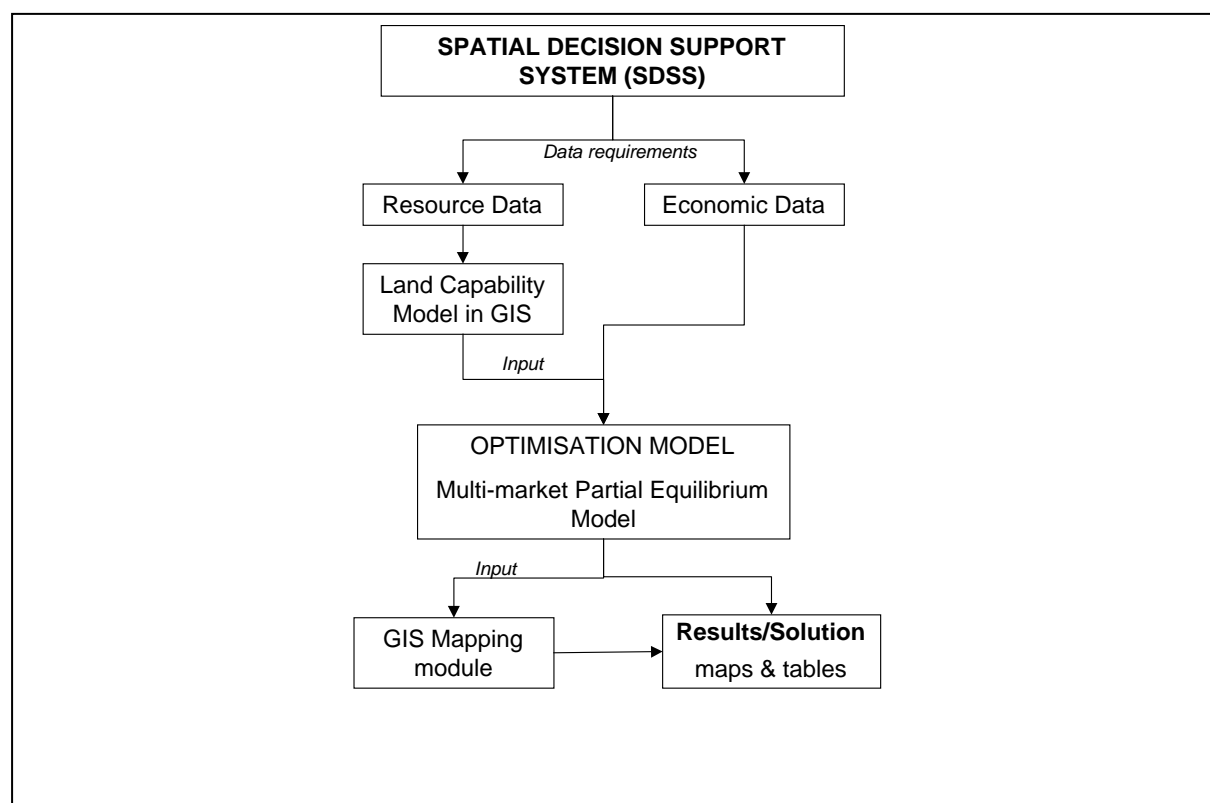 SPATIAL DECISION SUPPORT
SYSTEM (SDSS)
Data requirements
Resource Data
Economic Data
Land Capability
Model in GIS
Input
OPTIMISATION MODEL
Multi-market Partial Equilibrium
Model
Input
GIS Mapping
module
Results/Solution
maps & tables